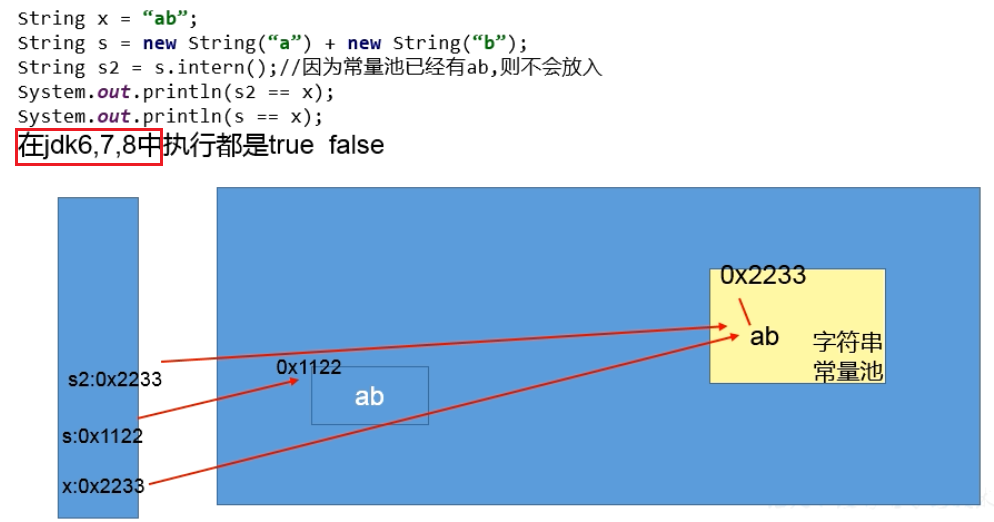 String x = “ab”;
String s = new String(“a”) + new String(“b”);
String s2 = s.intern();//因为常量池已经有ab,则不会放入
System.out.println(s2 == x);
System.out.println(s == x);
在jdk6,7,8中执行都是true false
0x2233
ab
字符串
常量池
0x1122
ab
s2:0x2233
s:0x1122
x:0x2233